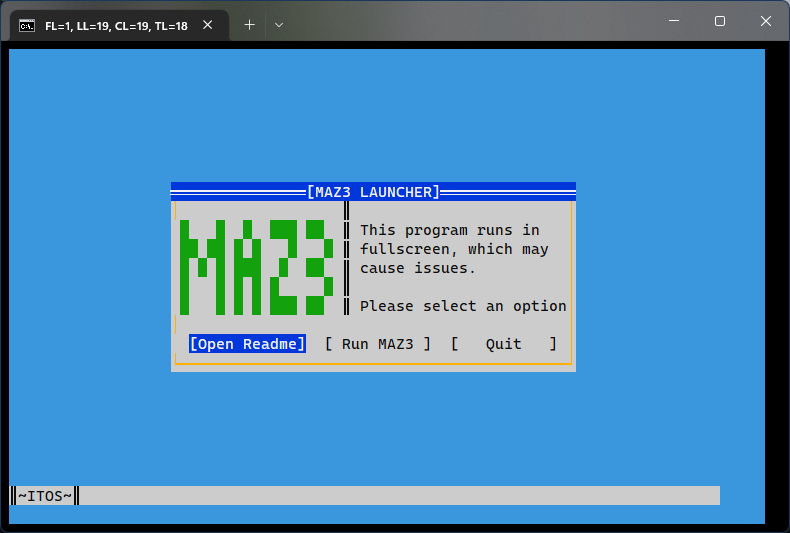 FL=1, LL=19, CL=19, TL=18
[MAZ3 LAUNCHER]
MAZ3
This program runs in
fullscreen, which may
cause issues.
Please select an option
[Open Readme] [ Run MAZ3 ] [ Quit ]
~ITOS~